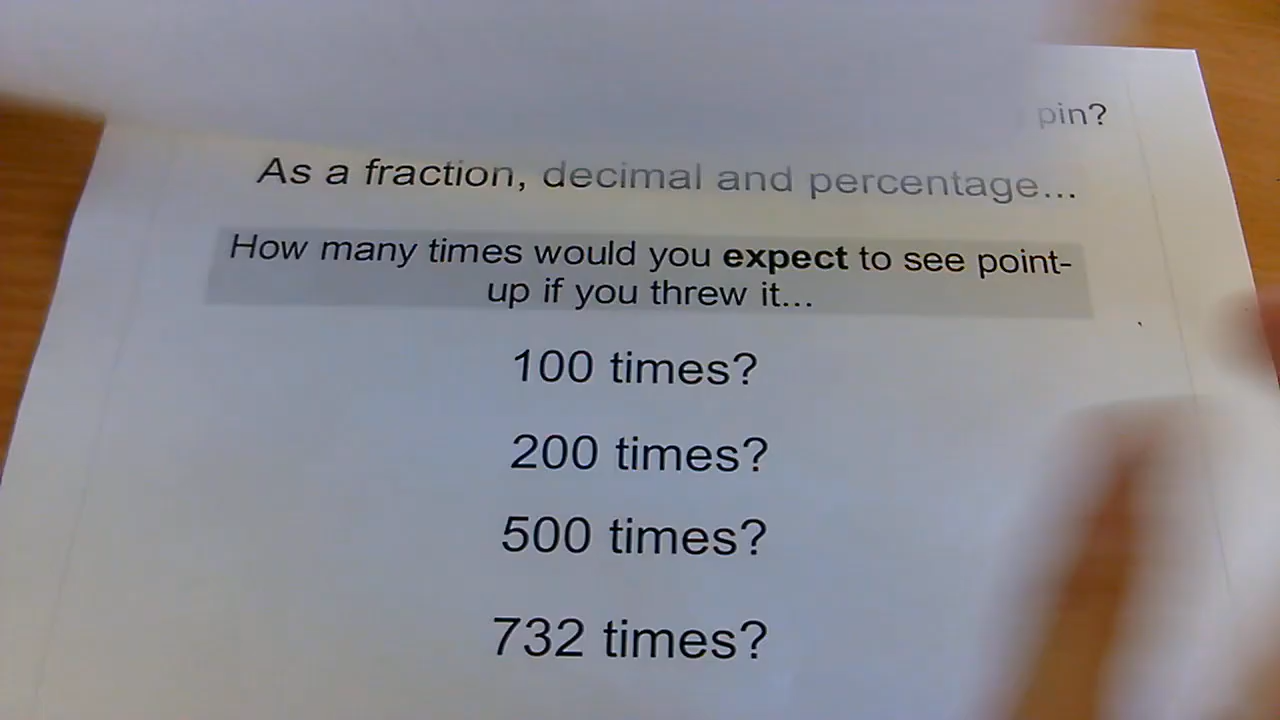 pin?
As a fraction, decimal and percentage...
How many times would you expect to see point-
up if you threw it...
100 times?
200 times?
500 times?
732 times?